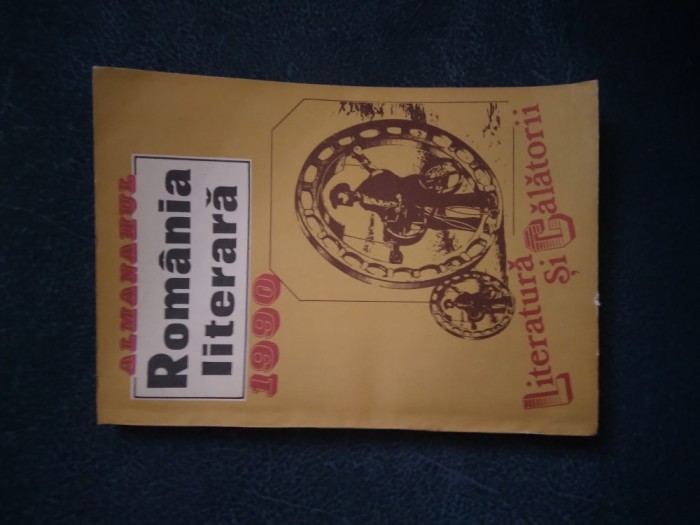 ALMANAHUL
România
literară
1990
Literatură
Și
Călătorii